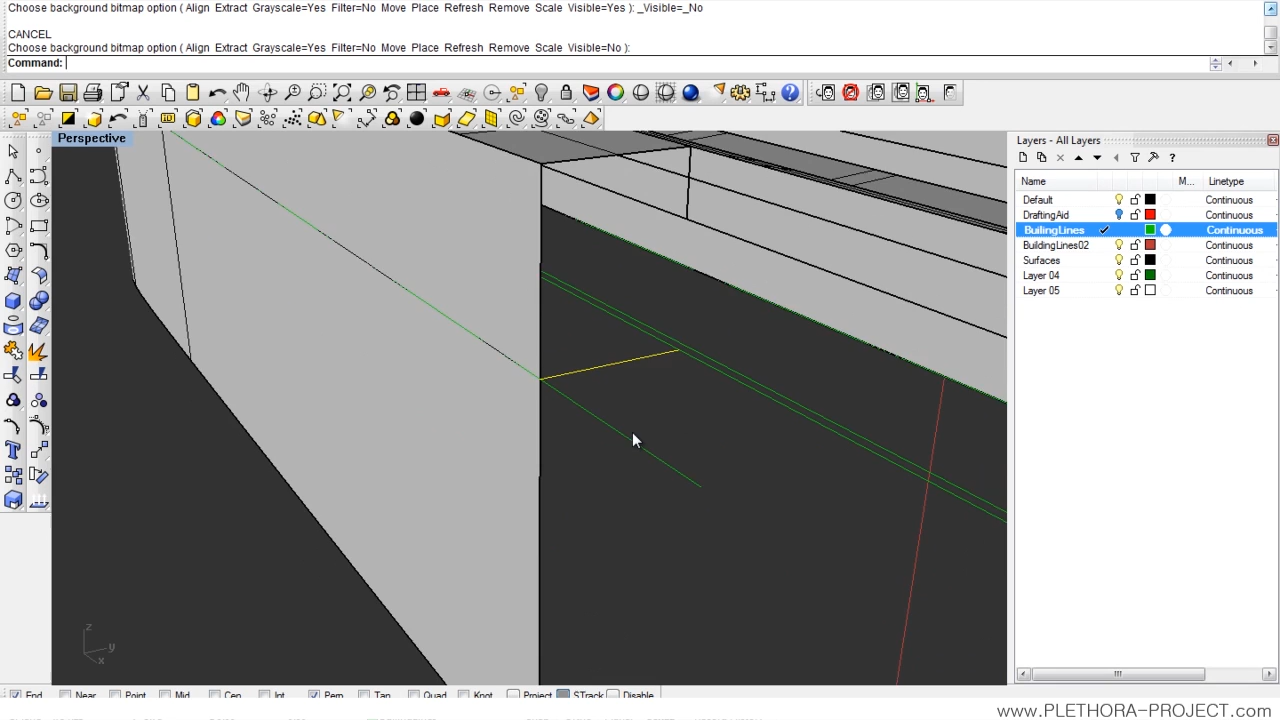 Choose background bitmap option ( Align Extract Grayscale=Yes Filter=No Move Place Refresh Remove Scale Visible=Yes ): _Visible=_No
CANCEL
Choose background bitmap option ( Align Extract Grayscale=Yes Filter=No Move Place Refresh Remove Scale Visible=No ):
Command:
Perspective
Layers - All Layers
Name M... Linetype
Default Continuous
DraftingAid Continuous
BuilingLines Continuous
BuildingLines02 Continuous
Surfaces Continuous
Layer 04 Continuous
Layer 05 Continuous
z
y
x
End Near Point Mid Cen Int Perp Tan Quad Knot Project STrack Disable
www.PLETHORA-PROJECT.com